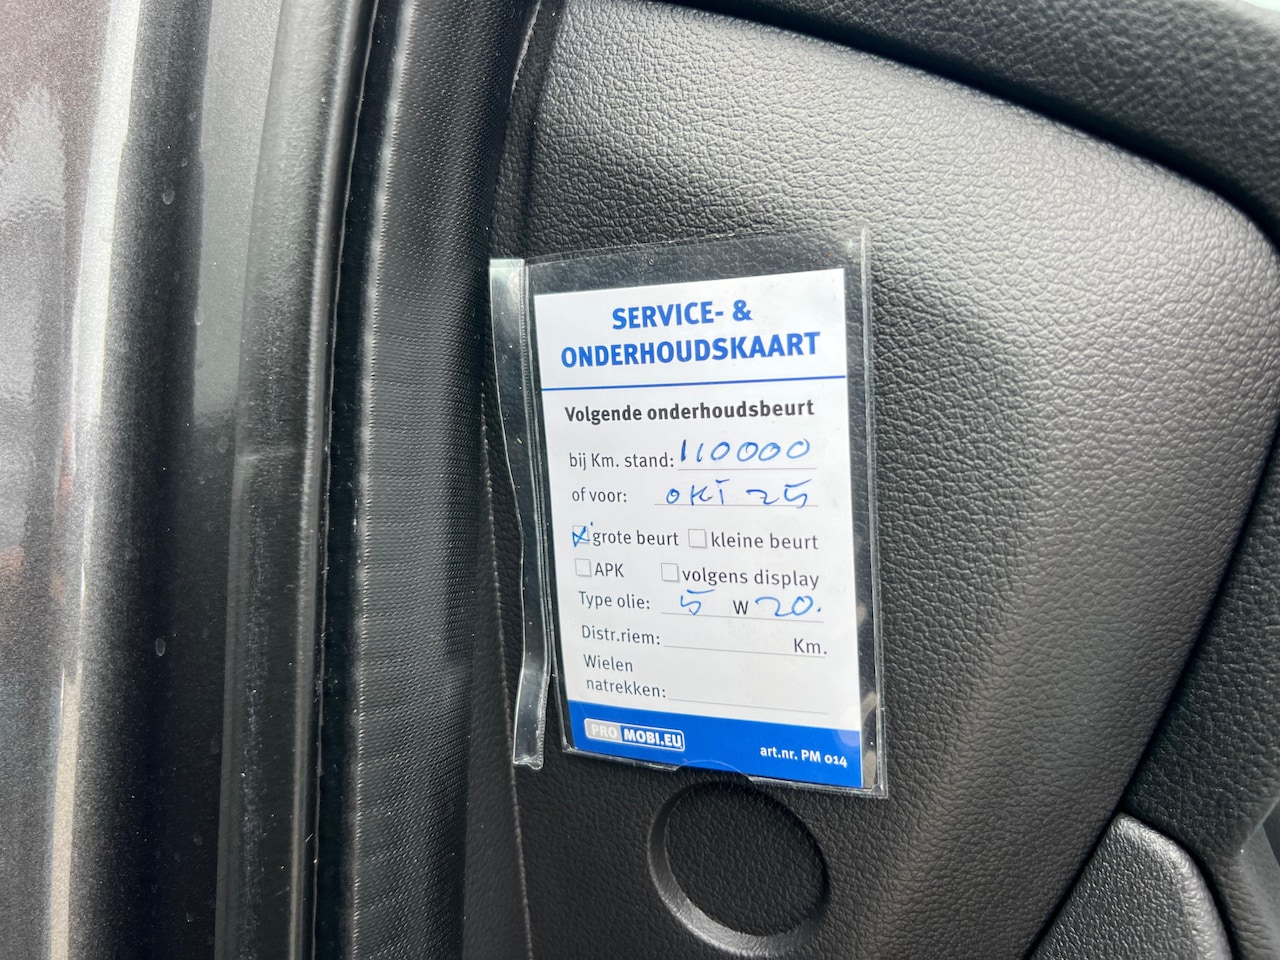 SERVICE- &
ONDERHOUDSKAART
Volgende onderhoudsbeurt
bij Km. stand: 110000
of voor: OKT 25
grote beurt kleine beurt
APK volgens display
Type olie: 5 W 20.
Distr.riem: Km.
Wielen
natrekken:
PRO MOBI.EU art.nr. PM 014